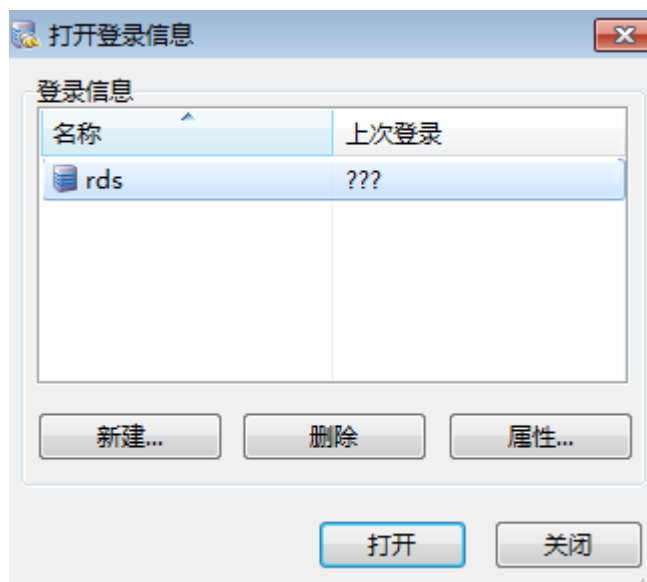 打开登录信息
登录信息
名称 上次登录
rds ???
新建... 删除 属性...
打开 关闭